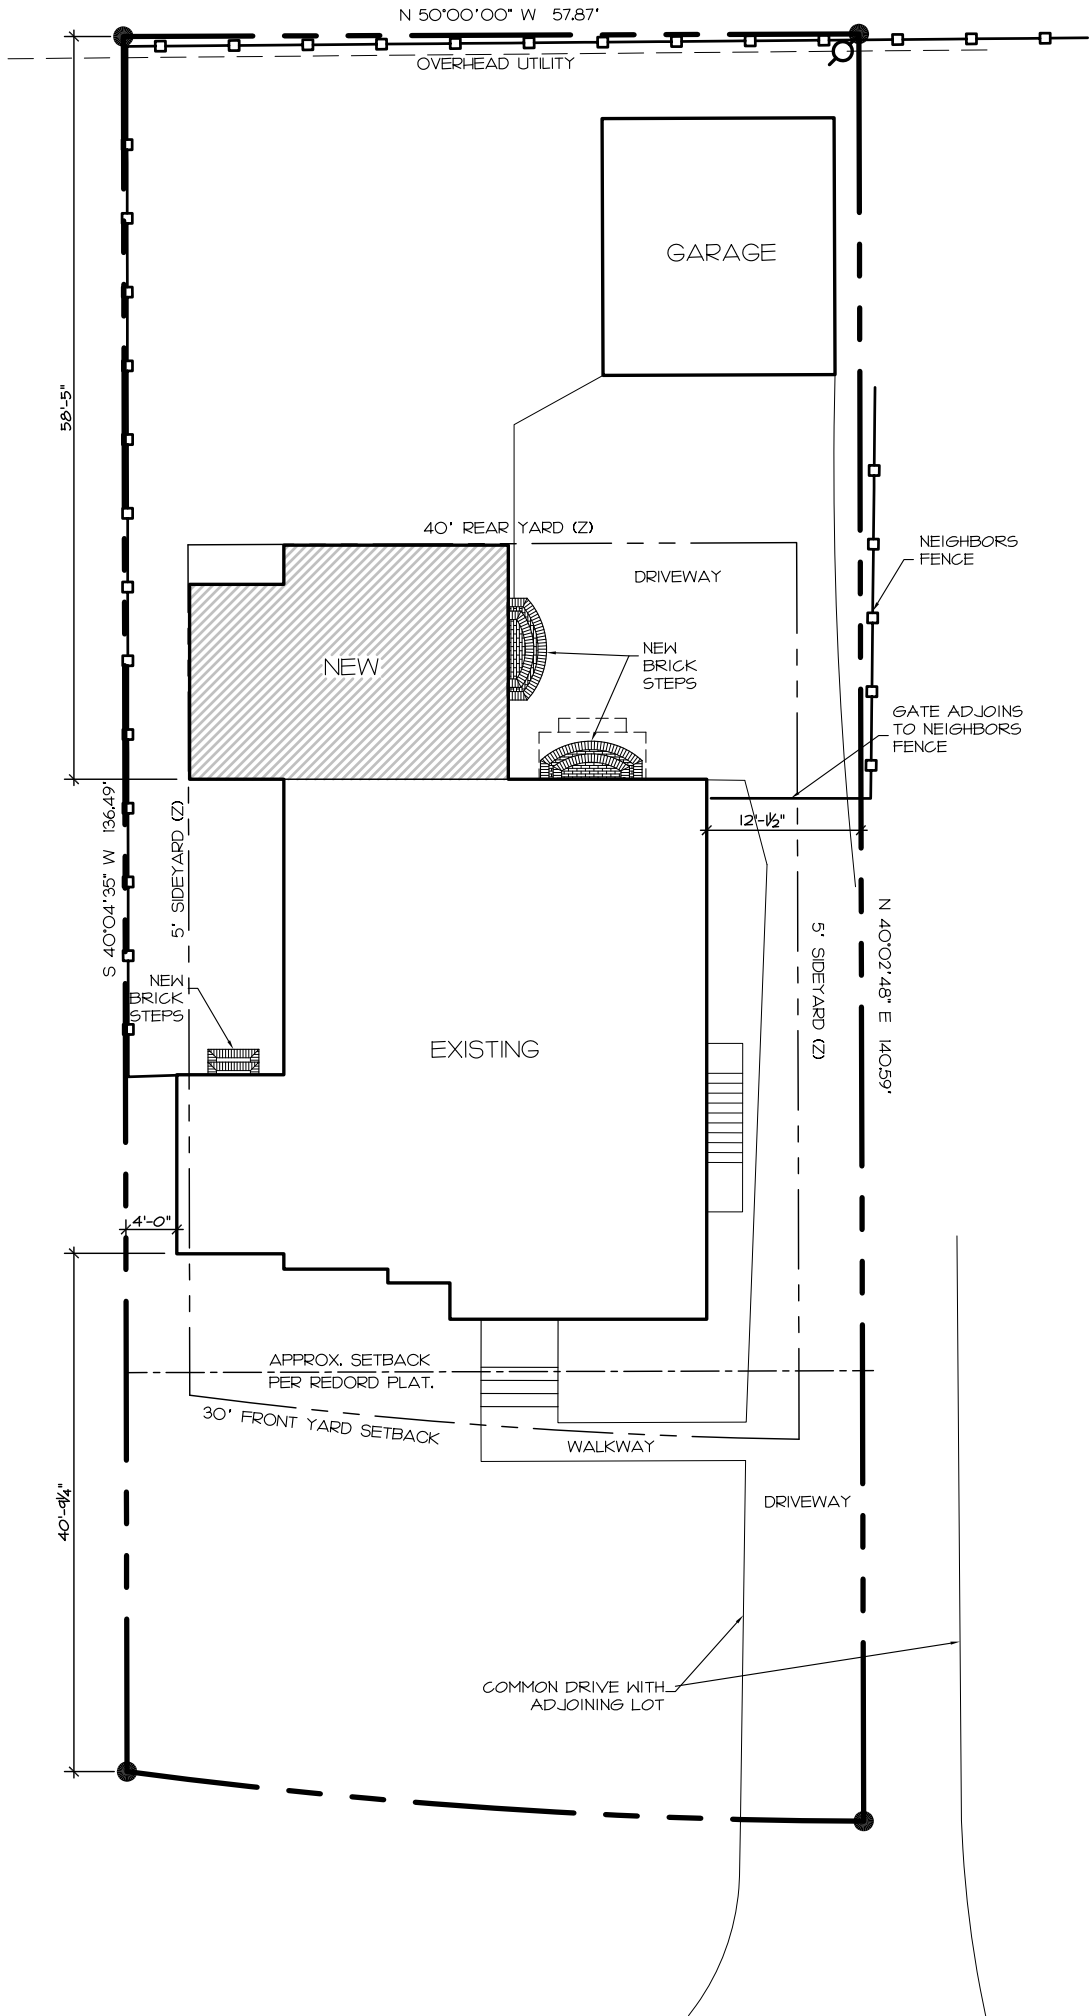 N 50°00'00" W 57.87'
OVERHEAD UTILITY
GARAGE
58'-5"
40' REAR YARD (Z)
DRIVEWAY
NEIGHBORS
FENCE
NEW
NEW
BRICK
STEPS
GATE ADJOINS
TO NEIGHBORS
FENCE
12'-1½"
S 40°04'35" W 136.49'
5' SIDEYARD (Z)
N 40°02'48" E 140.59'
5' SIDEYARD (Z)
NEW
BRICK
STEPS
EXISTING
4'-0"
APPROX. SETBACK
PER REDORD PLAT.
30' FRONT YARD SETBACK
WALKWAY
DRIVEWAY
40'-9¼"
COMMON DRIVE WITH
ADJOINING LOT